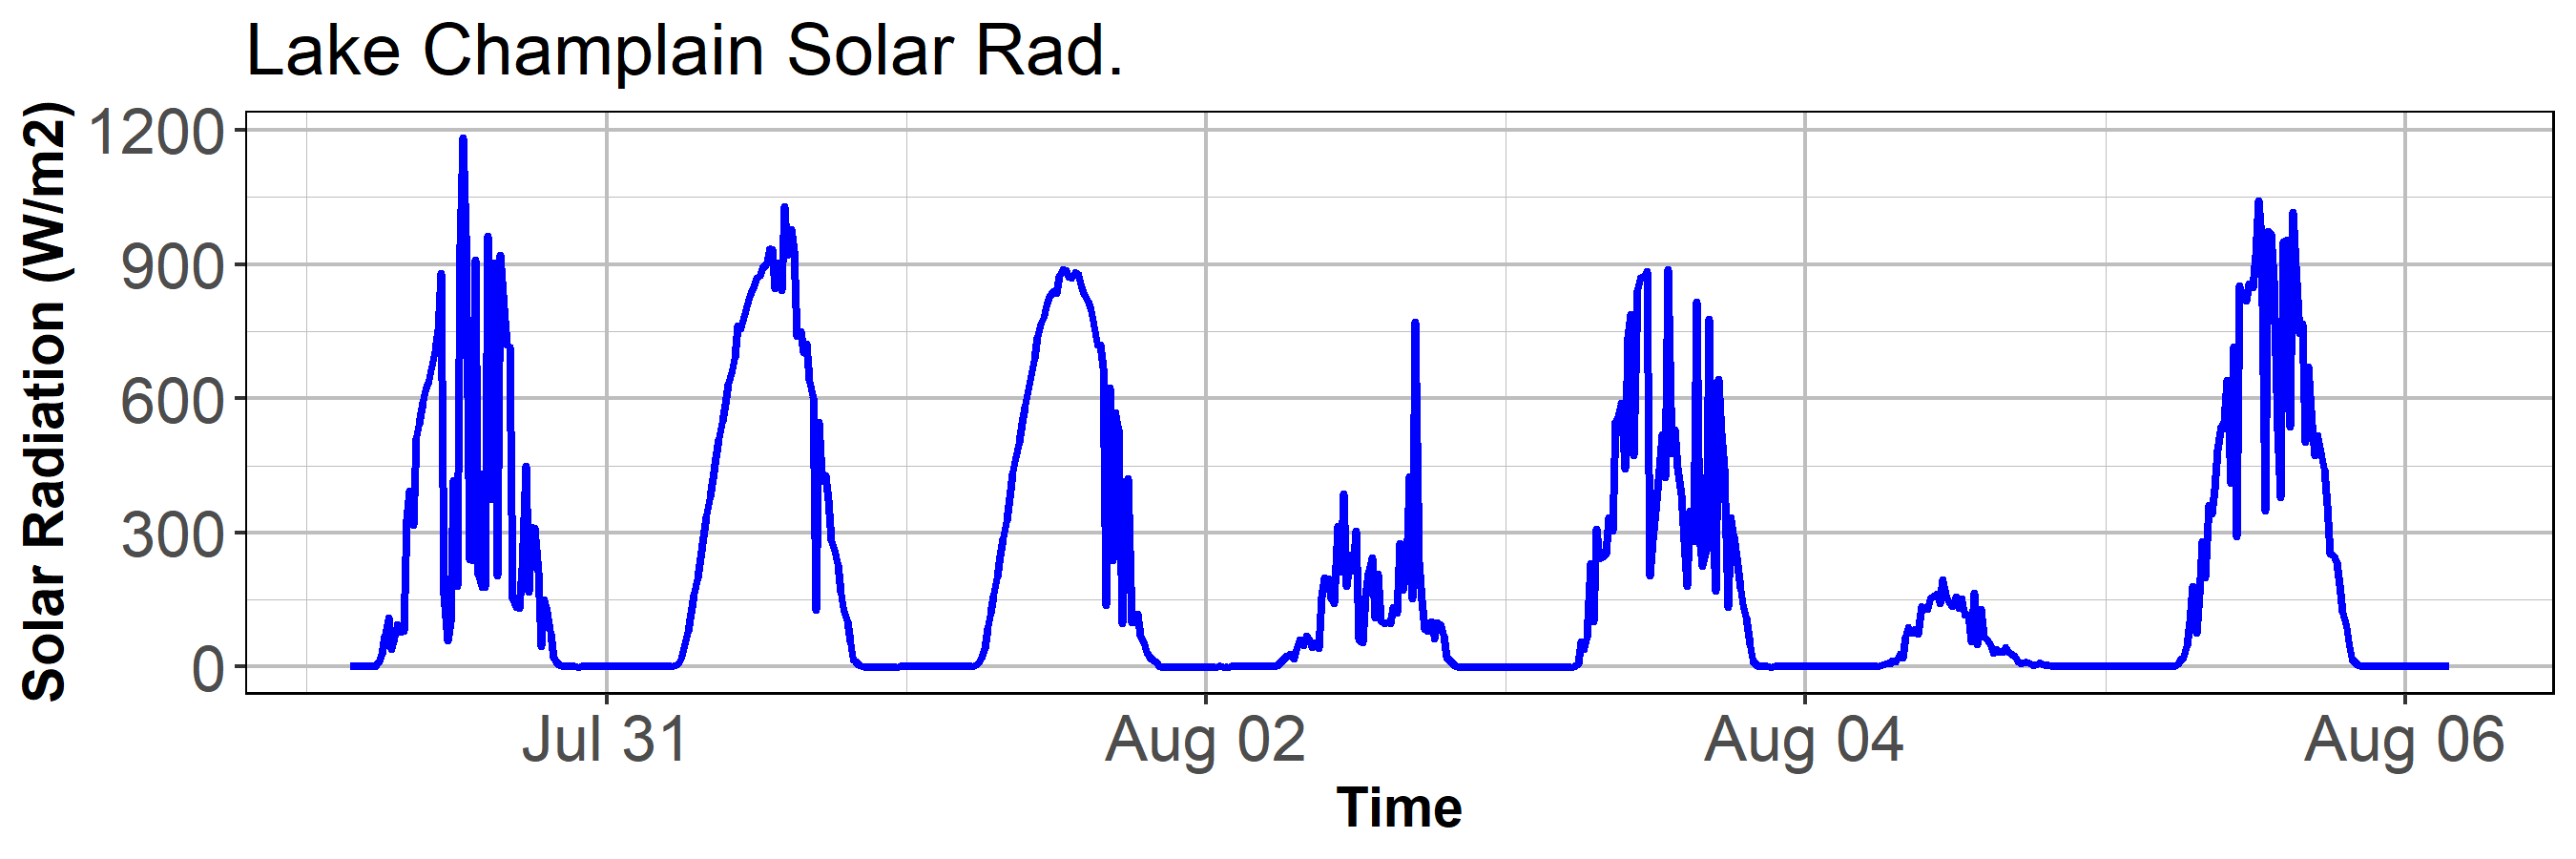 Lake Champlain Solar Rad.
Solar Radiation (W/m2)
1200
900
600
300
0
Jul 31 Aug 02 Aug 04 Aug 06
Time